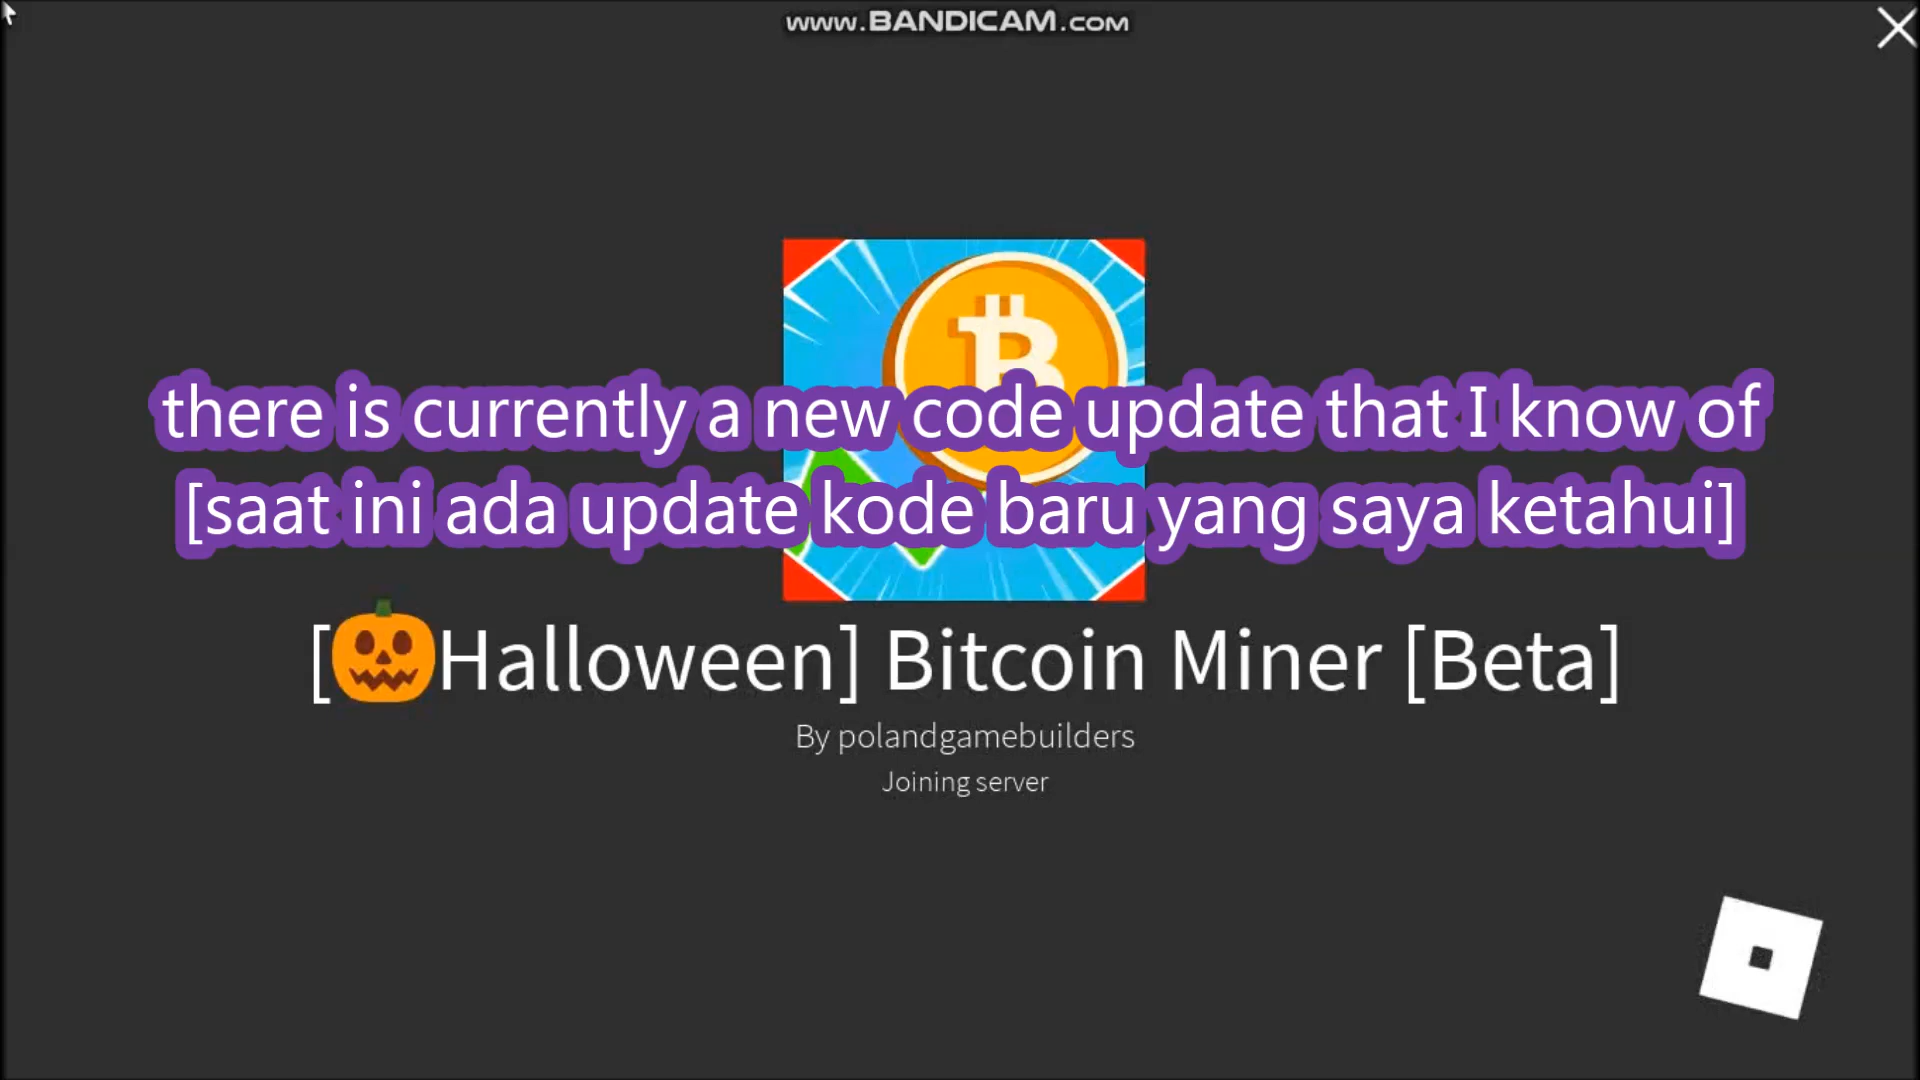 www.BANDICAM.com
there is currently a new code update that I know of
[saat ini ada update kode baru yang saya ketahui]
[🎃Halloween] Bitcoin Miner [Beta]
By polandgamebuilders
Joining server